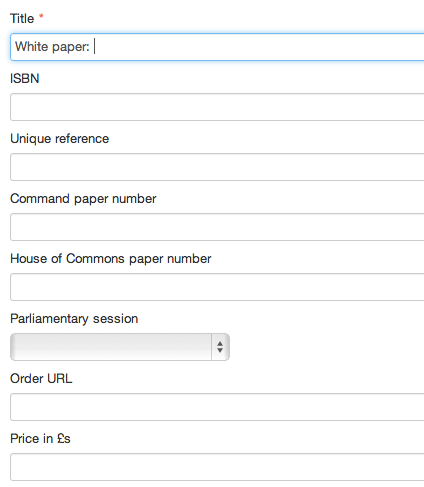 Title *
White paper:
ISBN
Unique reference
Command paper number
House of Commons paper number
Parliamentary session
Order URL
Price in £s